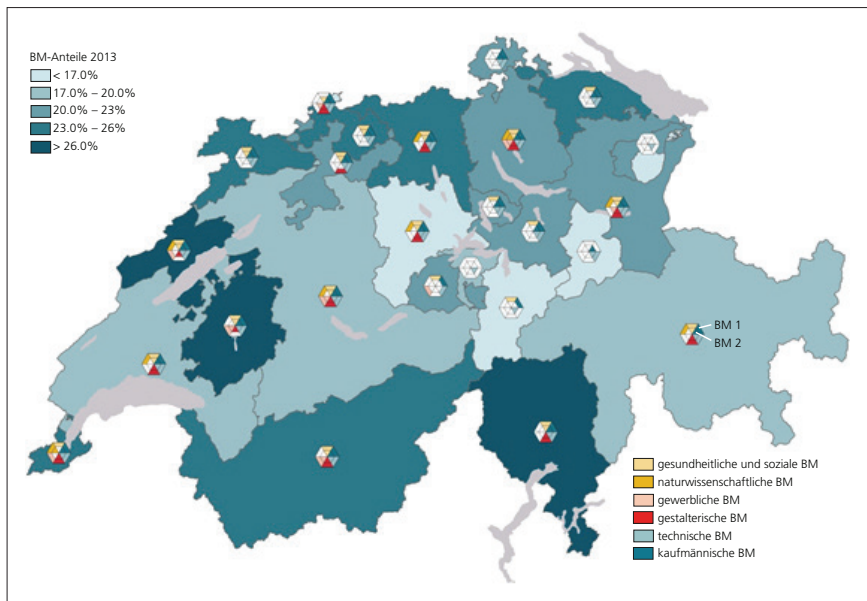 BM-Anteile 2013
< 17.0%
17.0% – 20.0%
20.0% – 23%
23.0% – 26%
> 26.0%
BM 1
BM 2
gesundheitliche und soziale BM
naturwissenschaftliche BM
gewerbliche BM
gestalterische BM
technische BM
kaufmännische BM